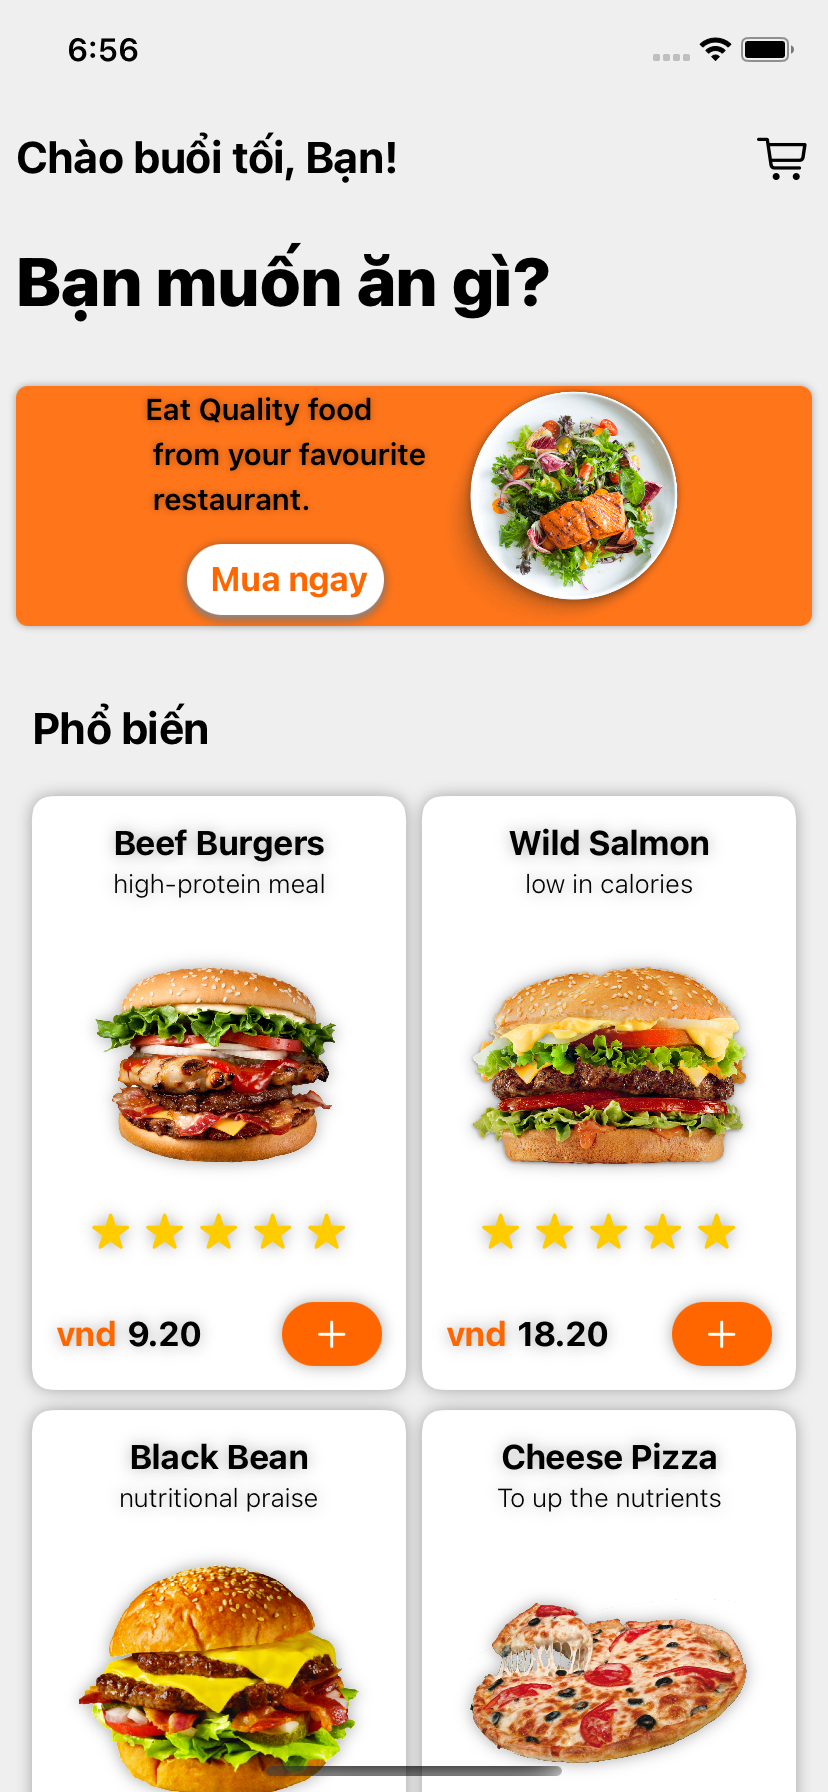 6:56
Chào buổi tối, Bạn!
Bạn muốn ăn gì?
Eat Quality food
from your favourite
restaurant.
Mua ngay
Phổ biến
Beef Burgers
high-protein meal
vnd 9.20
Wild Salmon
low in calories
vnd 18.20
Black Bean
nutritional praise
Cheese Pizza
To up the nutrients